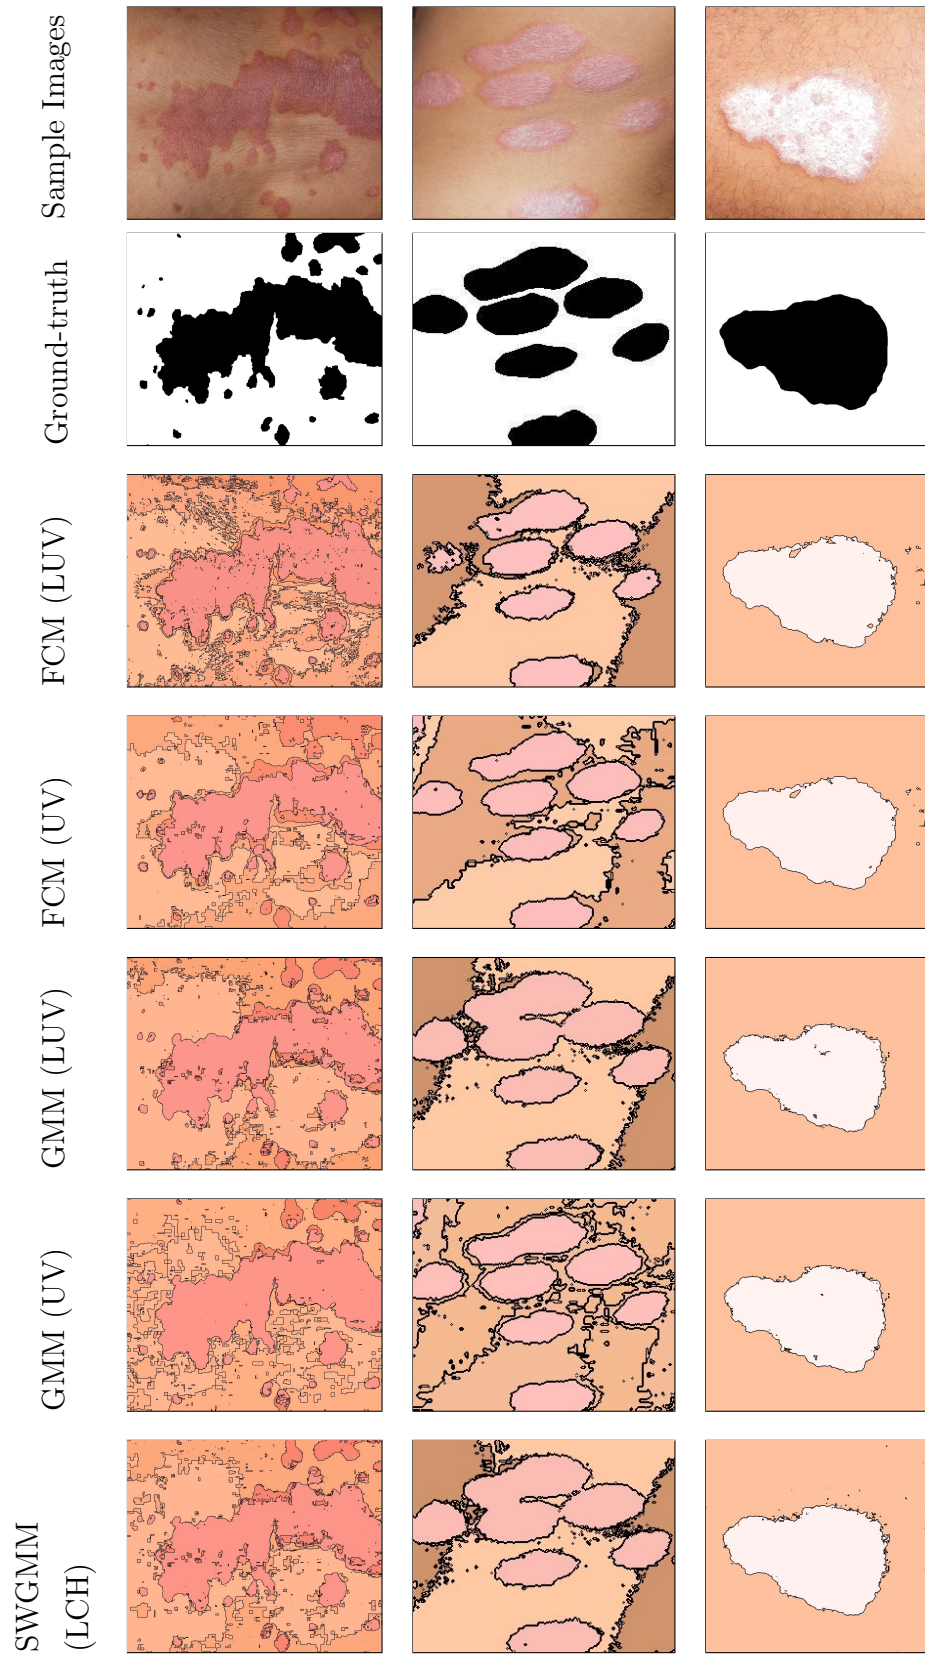 Sample Images
Ground-truth
FCM (LUV)
FCM (UV)
GMM (LUV)
GMM (UV)
SWGMM
(LCH)